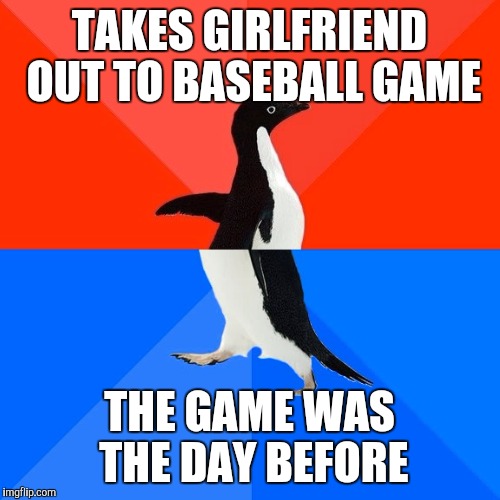 TAKES GIRLFRIEND
OUT TO BASEBALL GAME
THE GAME WAS
THE DAY BEFORE
imgflip.com